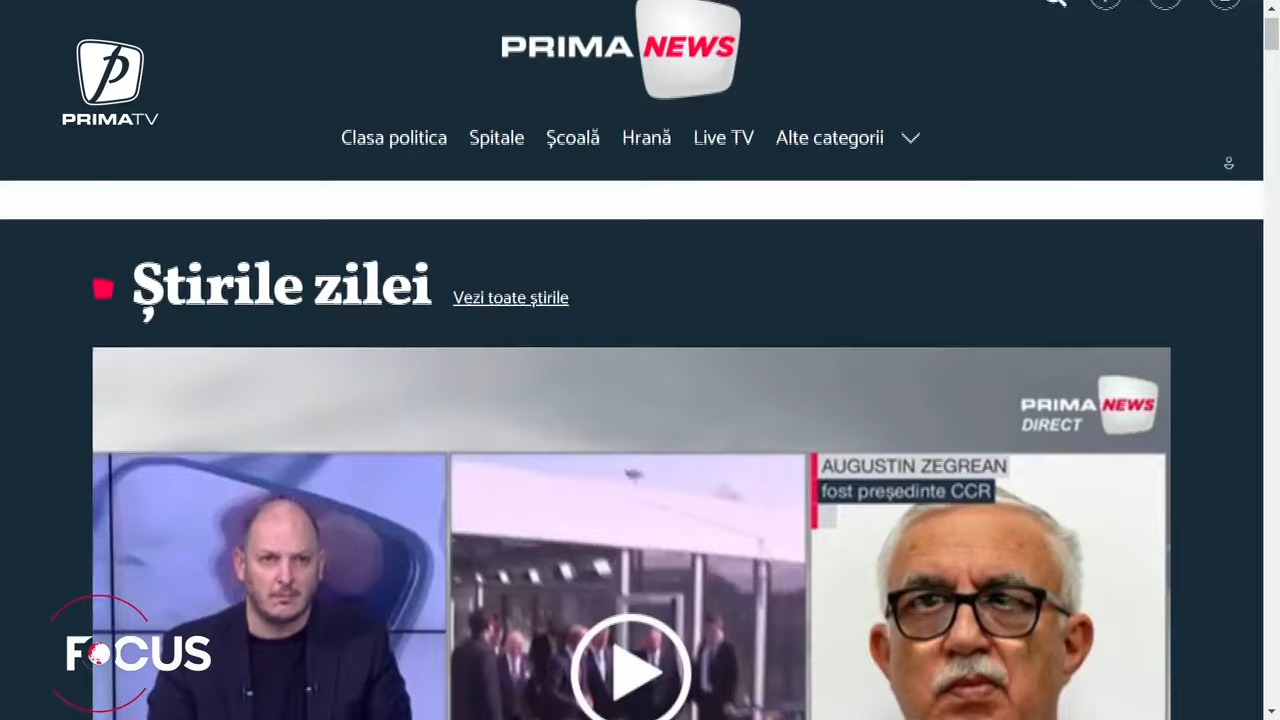 PRIMA NEWS
PRIMATV
Clasa politica Spitale Școală Hrană Live TV Alte categorii
Știrile zilei Vezi toate știrile
PRIMA NEWS
DIRECT
AUGUSTIN ZEGREAN
fost președinte CCR
FOCUS